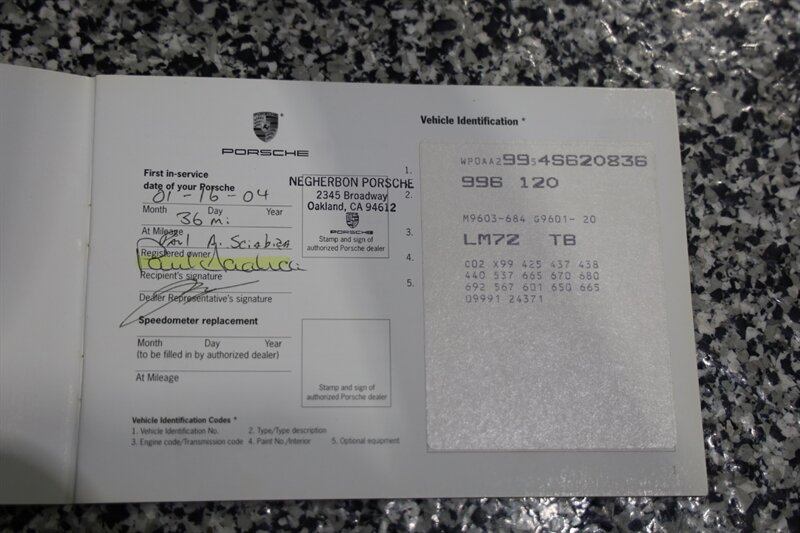 PORSCHE
First in-service
date of your Porsche
01-16-04
Month Day Year
36 mi
At Mileage
Paul A.
Registered owner
Recipient's signature
Dealer Representative's signature
NEGHERBON PORSCHE
2345 Broadway
Oakland, CA 94612
Stamp and sign of
authorized Porsche dealer
Speedometer replacement
Month Day Year
(to be filled in by authorized dealer)
At Mileage
Stamp and sign of
authorized Porsche dealer
Vehicle Identification Codes *
1. Vehicle Identification No. 2. Type/Type description
3. Engine code/Transmission code 4. Paint No./Interior 5. Optional equipment
Vehicle Identification *
1.
WP0AA29954S620836
2.
996 120
3.
M9603-684 G9601- 20
LM7Z TB
4.
C02 X99 425 437 438
440 537 665 670 680
5.
692 567 601 650 665
09991 24371
1